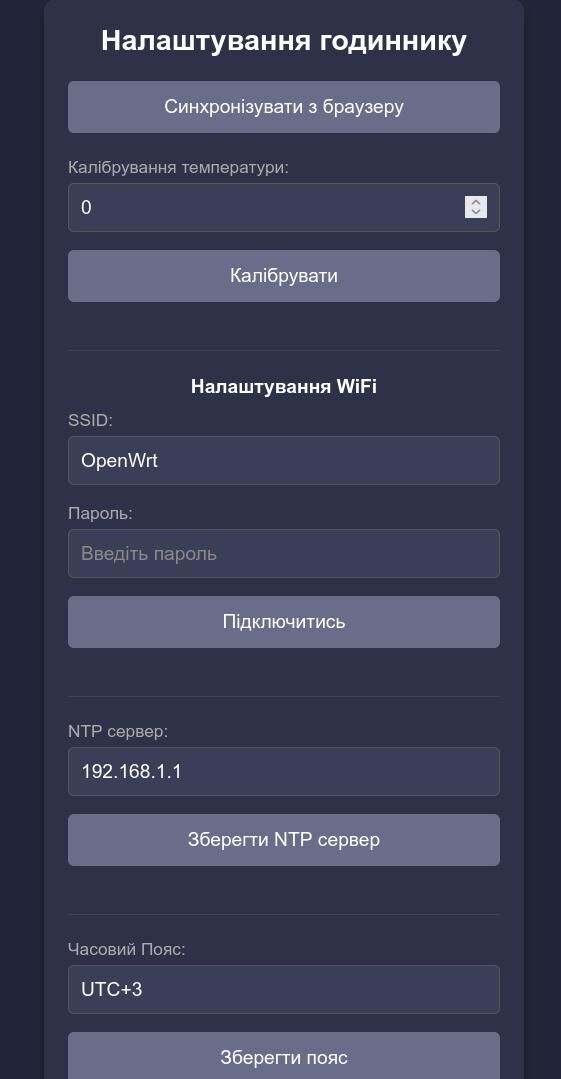 Налаштування годиннику
Синхронізувати з браузеру
Калібрування температури:
0
Калібрувати
Налаштування WiFi
SSID:
OpenWrt
Пароль:
Введіть пароль
Підключитись
NTP сервер:
192.168.1.1
Зберегти NTP сервер
Часовий Пояс:
UTC+3
Зберегти пояс